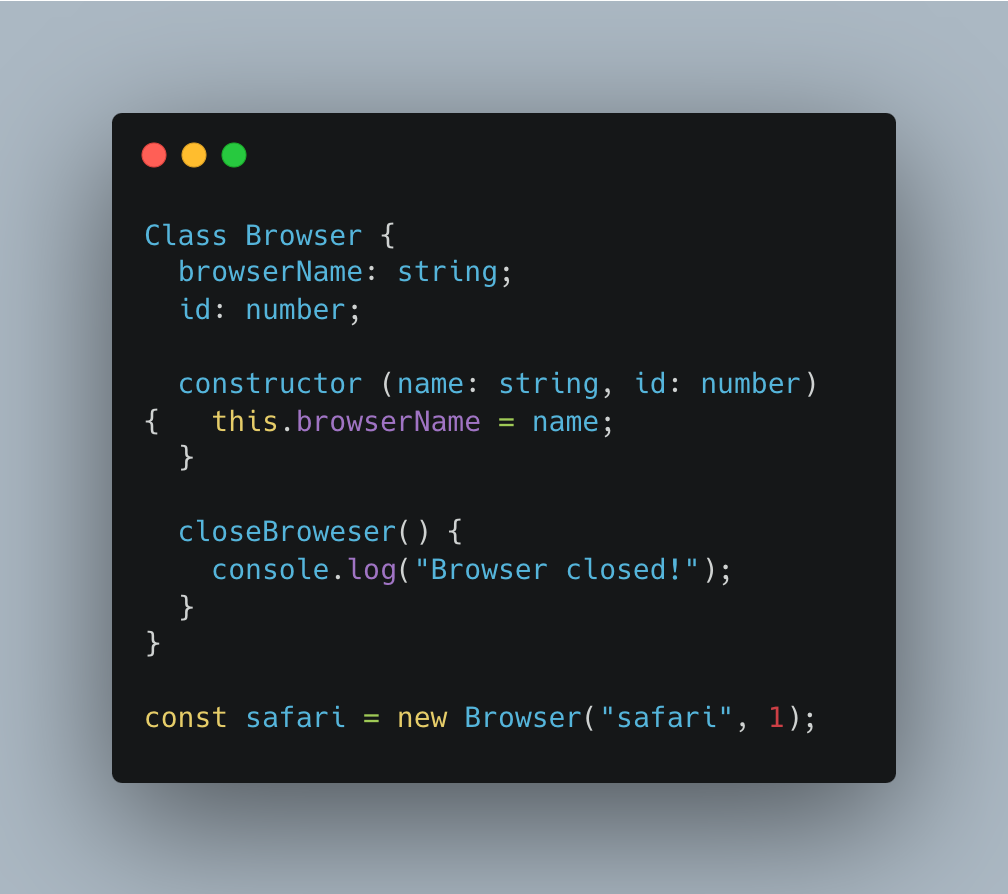 Class Browser {
  browserName: string;
  id: number;

  constructor (name: string, id: number)
{   this.browserName = name;
  }

  closeBroweser() {
    console.log("Browser closed!");
  }
}

const safari = new Browser("safari", 1);